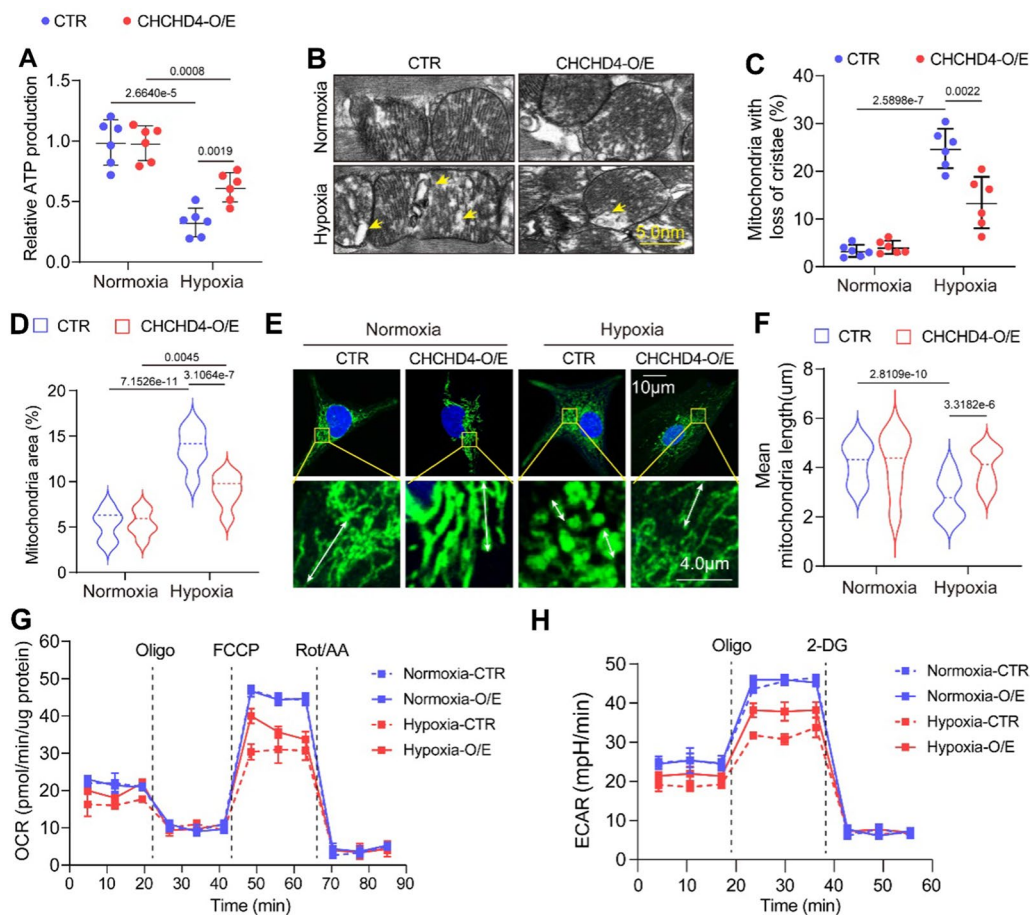 CTR CHCHD4-O/E
A
Relative ATP production
1.5
1.0
0.5
0.0
0.0008
2.6640e-5
0.0019
Normoxia Hypoxia
B
CTR CHCHD4-O/E
Normoxia
Hypoxia
5.0nm
C
CTR CHCHD4-O/E
Mitochondria with
loss of cristae (%)
40
30
20
10
0
0.0022
2.5898e-7
Normoxia Hypoxia
D
CTR CHCHD4-O/E
Mitochondria area (%)
20
15
10
5
0
0.0045
7.1526e-11 3.1064e-7
Normoxia Hypoxia
E
Normoxia Hypoxia
CTR CHCHD4-O/E CTR CHCHD4-O/E
10μm
4.0μm
F
CTR CHCHD4-O/E
Mean
mitochondria length(um)
8
6
4
2
0
2.8109e-10
3.3182e-6
Normoxia Hypoxia
G
Oligo FCCP Rot/AA
OCR (pmol/min/ug protein)
60
50
40
30
20
10
0
0 10 20 30 40 50 60 70 80 90
Time (min)
Normoxia-CTR
Normoxia-O/E
Hypoxia-CTR
Hypoxia-O/E
H
Oligo 2-DG
ECAR (mpH/min)
50
40
30
20
10
0
0 10 20 30 40 50 60
Time (min)
Normoxia-CTR
Normoxia-O/E
Hypoxia-CTR
Hypoxia-O/E